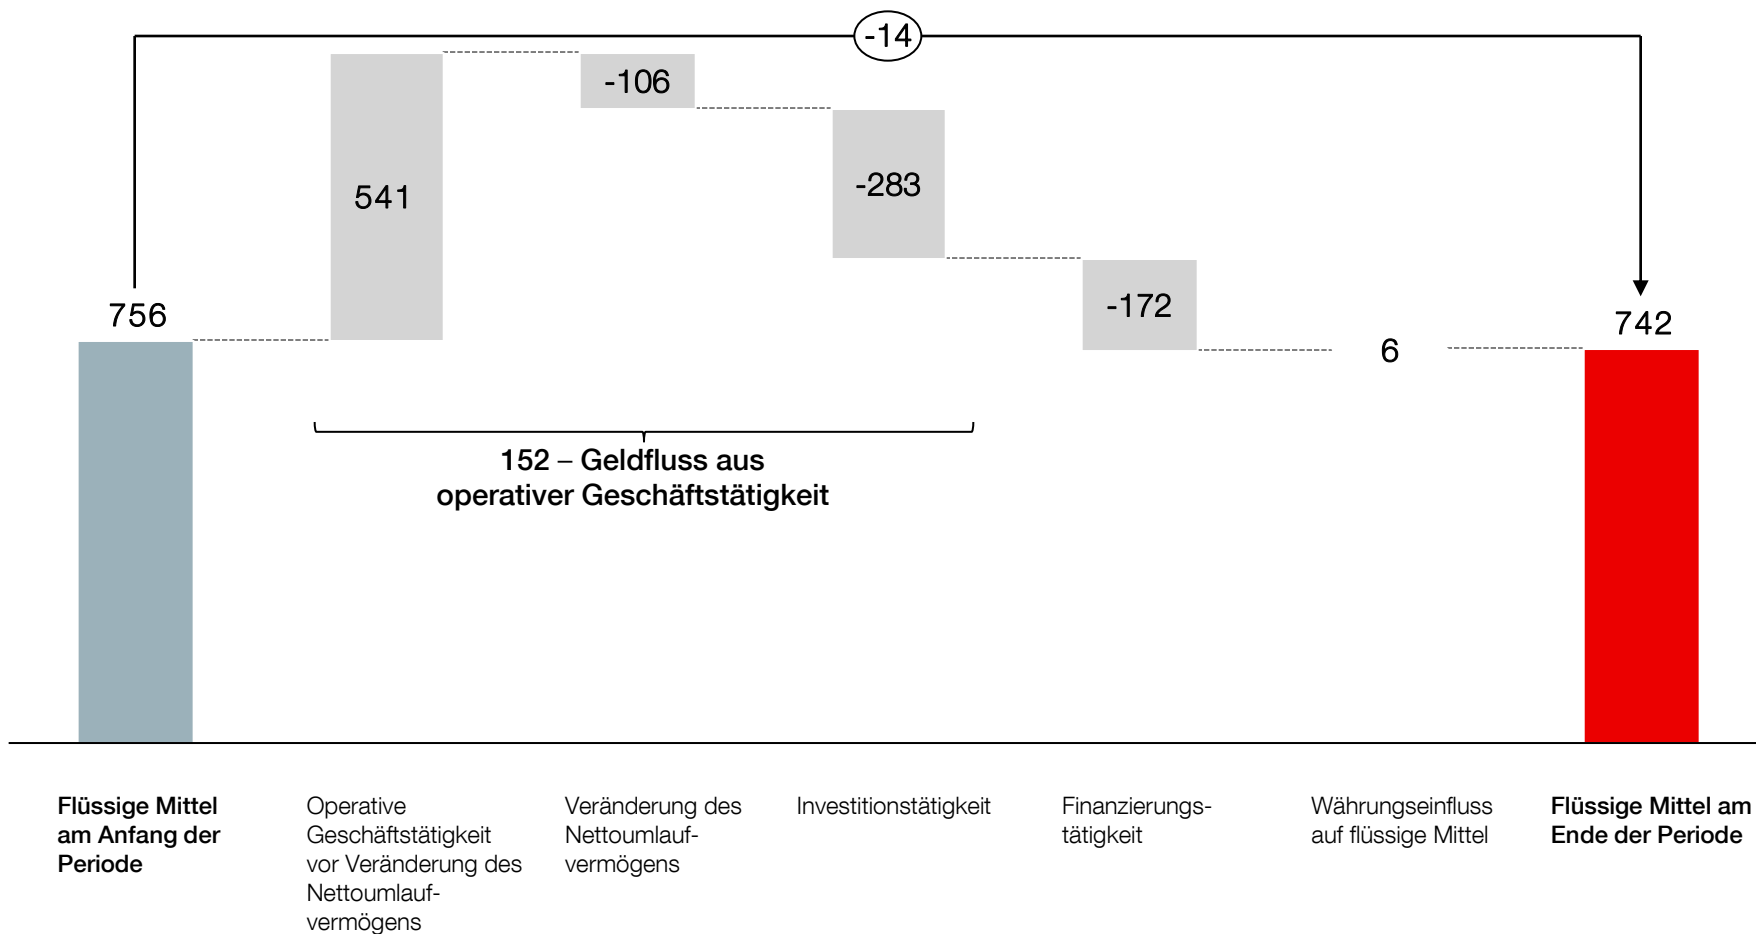 -14
-106
541
-283
756
-172
742
6
152 – Geldfluss aus
operativer Geschäftstätigkeit
Flüssige Mittel
am Anfang der
Periode
Operative
Geschäftstätigkeit
vor Veränderung des
Nettoumlauf-
vermögens
Veränderung des
Nettoumlauf-
vermögens
Investitionstätigkeit
Finanzierungs-
tätigkeit
Währungseinfluss
auf flüssige Mittel
Flüssige Mittel am
Ende der Periode